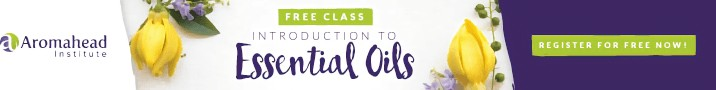 Aromahead
Institute
FREE CLASS
INTRODUCTION TO
Essential Oils
REGISTER FOR FREE NOW!